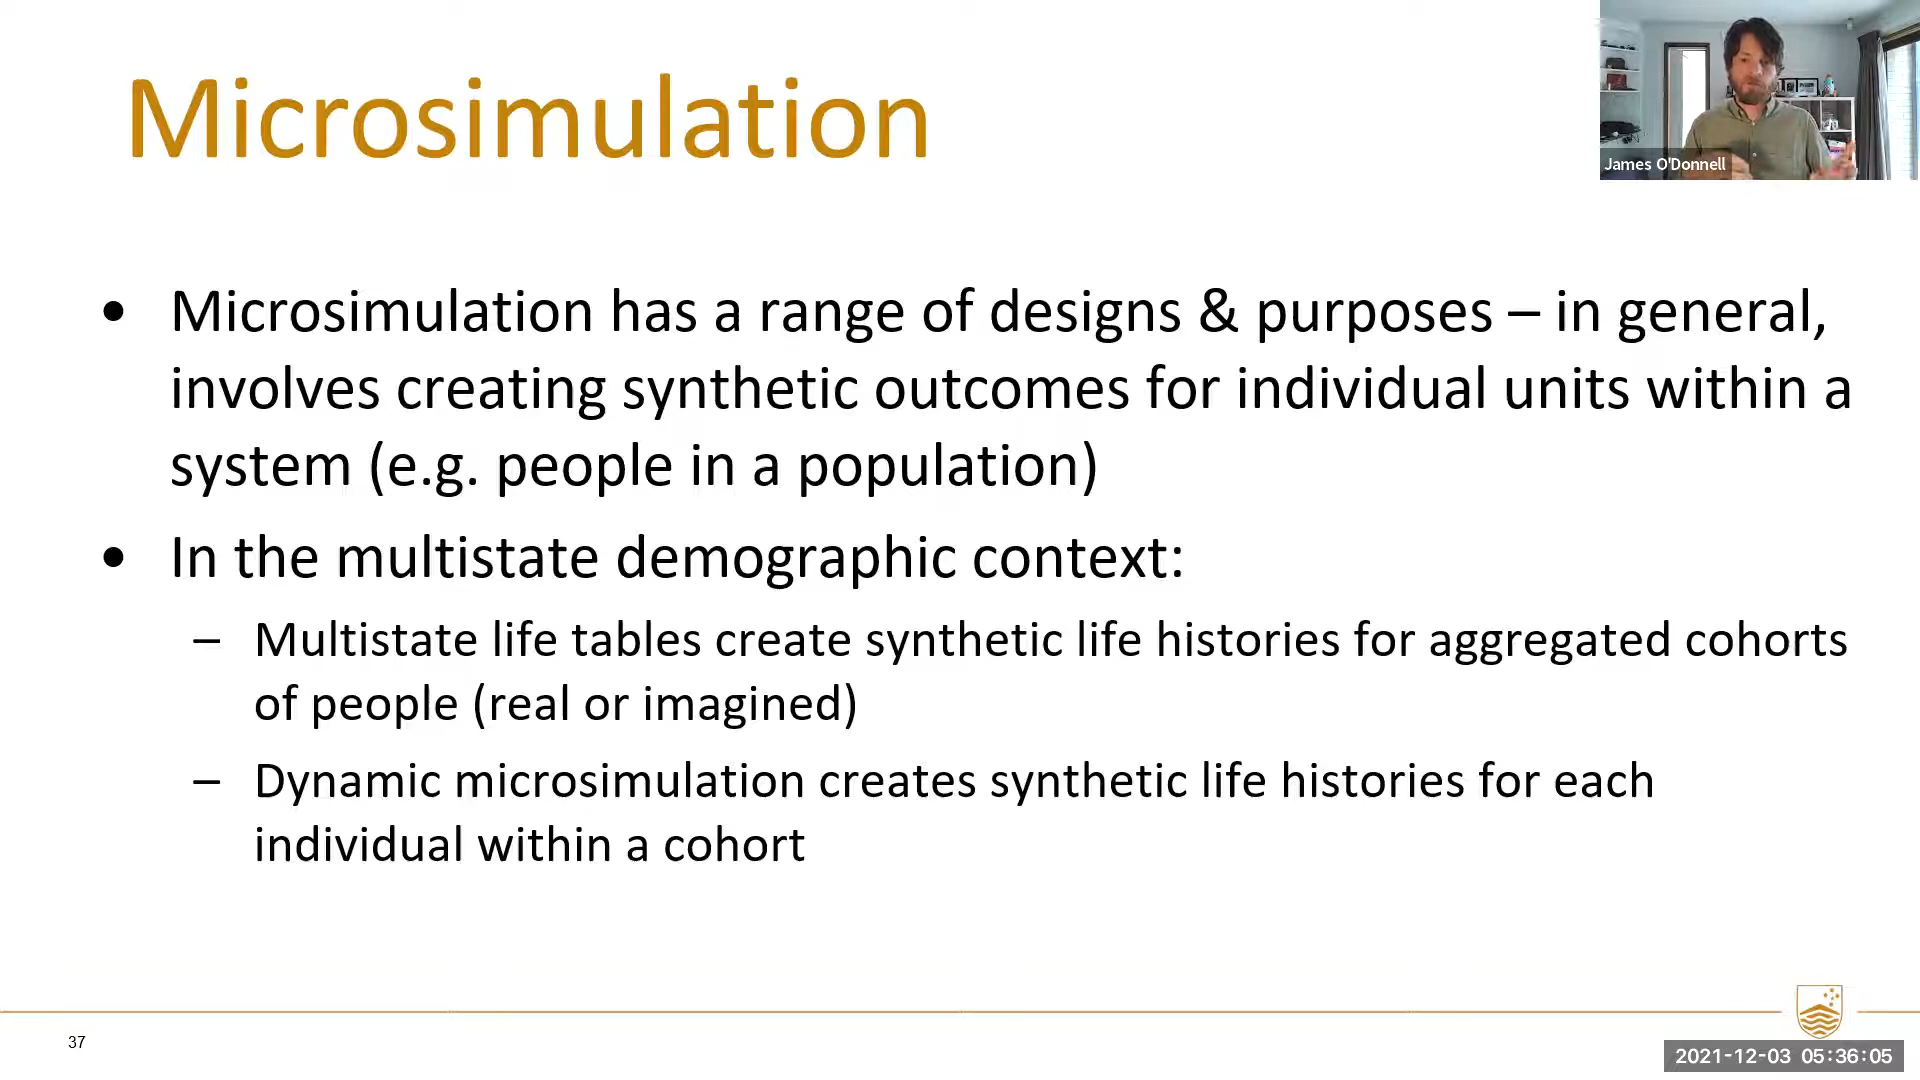 Microsimulation
James O'Donnell
• Microsimulation has a range of designs & purposes – in general,
involves creating synthetic outcomes for individual units within a
system (e.g. people in a population)
• In the multistate demographic context:
– Multistate life tables create synthetic life histories for aggregated cohorts
of people (real or imagined)
– Dynamic microsimulation creates synthetic life histories for each
individual within a cohort
37
2021-12-03 05:36:05